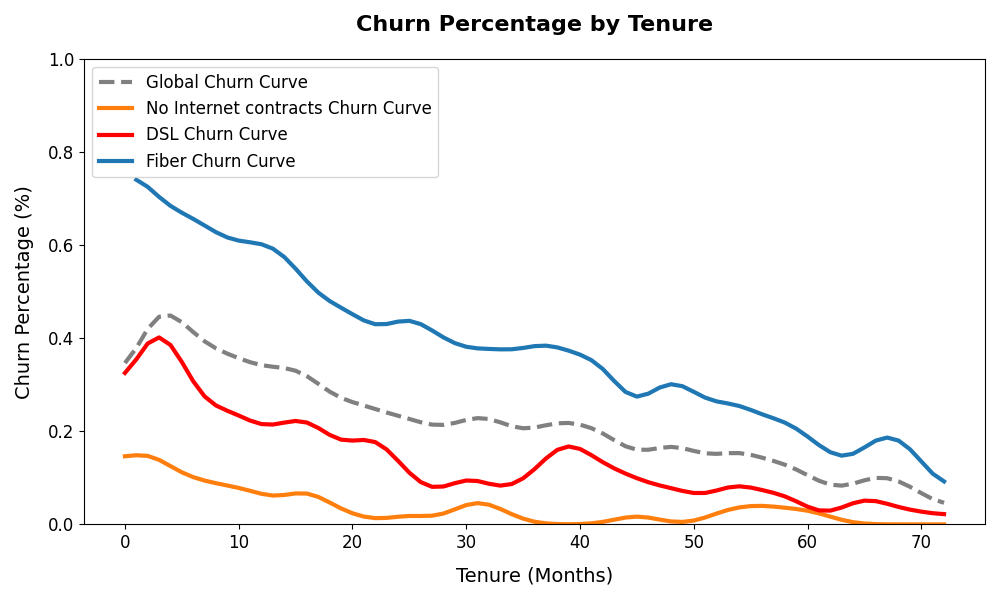 Churn Percentage by Tenure
Churn Percentage (%)
1.0
0.8
0.6
0.4
0.2
0.0
Global Churn Curve
No Internet contracts Churn Curve
DSL Churn Curve
Fiber Churn Curve
0 10 20 30 40 50 60 70
Tenure (Months)